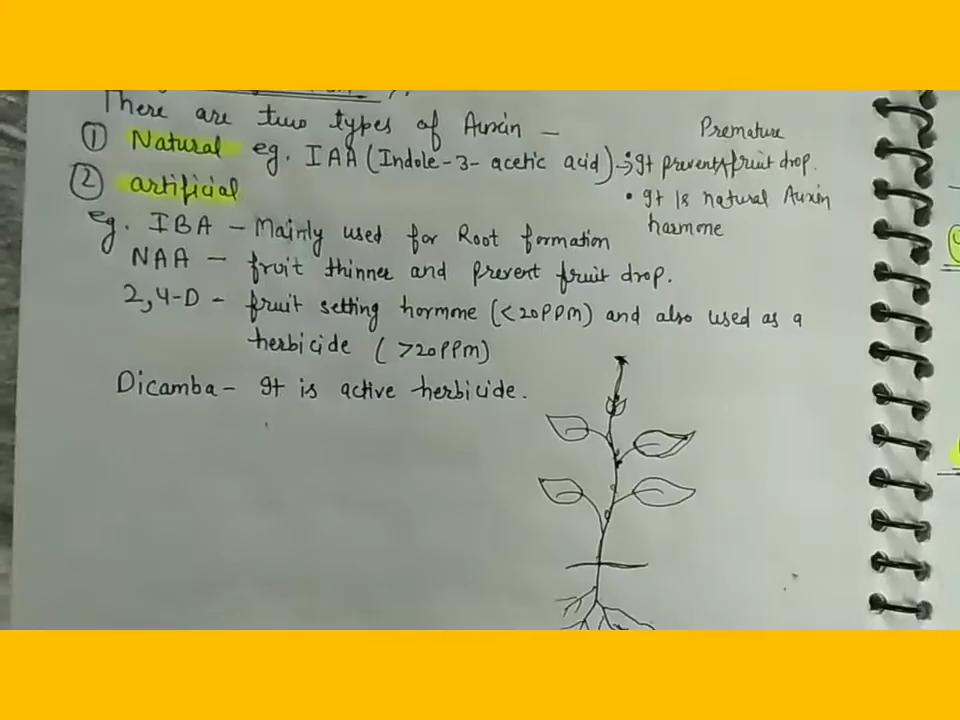 There are two types of Auxin –
① Natural eg. IAA (Indole-3-acetic acid) → It prevent premature fruit drop.
② artificial
• It is natural Auxin
hormone
eg. IBA – Mainly used for Root formation
NAA – fruit thinner and prevent fruit drop.
2,4-D – fruit setting hormone (<20PPM) and also used as a
herbicide (>20PPM)
Dicamba – It is active herbicide.